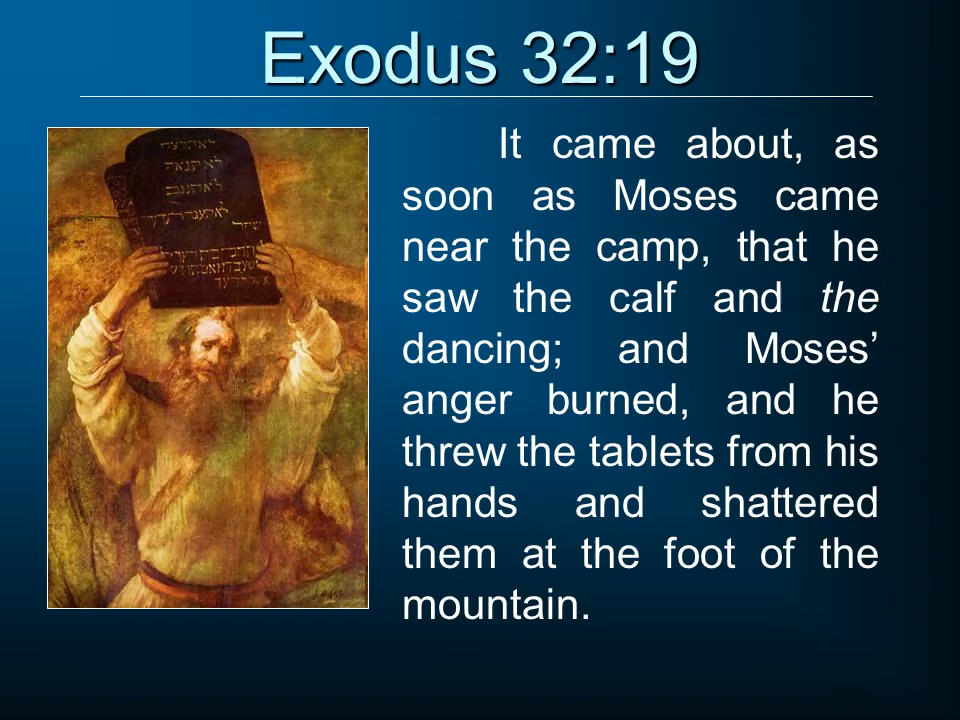 Exodus 32:19
It came about, as
soon as Moses came
near the camp, that he
saw the calf and the
dancing; and Moses’
anger burned, and he
threw the tablets from his
hands and shattered
them at the foot of the
mountain.
לא תנאף